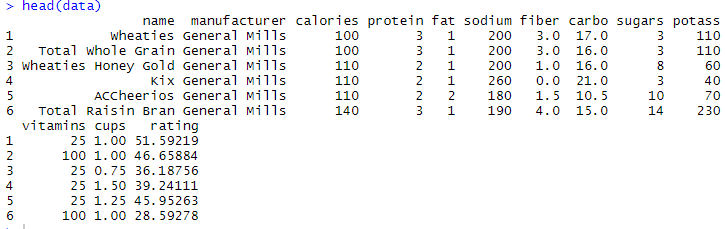 > head(data)
name manufacturer calories protein fat sodium fiber carbo sugars potass
1 Wheaties General Mills 100 3 1 200 3.0 17.0 3 110
2 Total Whole Grain General Mills 100 3 1 200 3.0 16.0 3 110
3 Wheaties Honey Gold General Mills 110 2 1 200 1.0 16.0 8 60
4 Kix General Mills 110 2 1 260 0.0 21.0 3 40
5 ACCheerios General Mills 110 2 2 180 1.5 10.5 10 70
6 Total Raisin Bran General Mills 140 3 1 190 4.0 15.0 14 230
vitamins cups rating
1 25 1.00 51.59219
2 100 1.00 46.65884
3 25 0.75 36.18756
4 25 1.50 39.24111
5 25 1.25 45.95263
6 100 1.00 28.59278